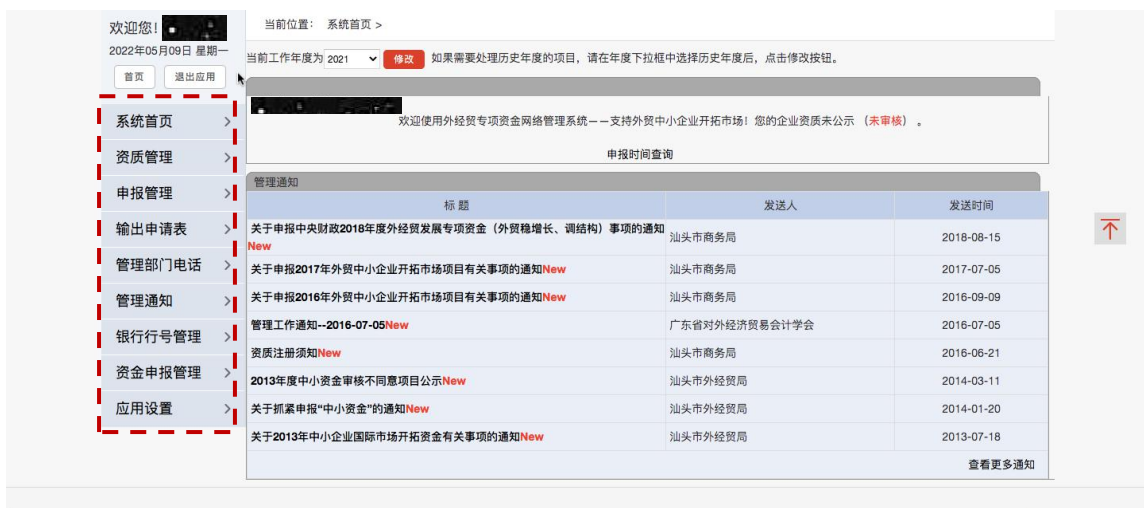 欢迎您!
2022年05月09日 星期一
首页 退出应用
系统首页
资质管理
申报管理
输出申请表
管理部门电话
管理通知
银行行号管理
资金申报管理
应用设置
当前位置: 系统首页 >
当前工作年度为 2021 修改 如果需要处理历史年度的项目，请在年度下拉框中选择历史年度后，点击修改按钮。
欢迎使用外经贸专项资金网络管理系统——支持外贸中小企业开拓市场! 您的企业资质未公示 (未审核) 。
申报时间查询
管理通知
标 题 发送人 发送时间
关于申报中央财政2018年度外经贸发展专项资金（外贸稳增长、调结构）事项的通知
New 汕头市商务局 2018-08-15
关于申报2017年外贸中小企业开拓市场项目有关事项的通知New 汕头市商务局 2017-07-05
关于申报2016年外贸中小企业开拓市场项目有关事项的通知New 汕头市商务局 2016-09-09
管理工作通知--2016-07-05New 广东省对外经济贸易会计学会 2016-07-05
资质注册须知New 汕头市商务局 2016-06-21
2013年度中小资金审核不同意项目公示New 汕头市外经贸局 2014-03-11
关于抓紧申报“中小资金”的通知New 汕头市外经贸局 2014-01-20
关于2013年中小企业国际市场开拓资金有关事项的通知New 汕头市外经贸局 2013-07-18
查看更多通知